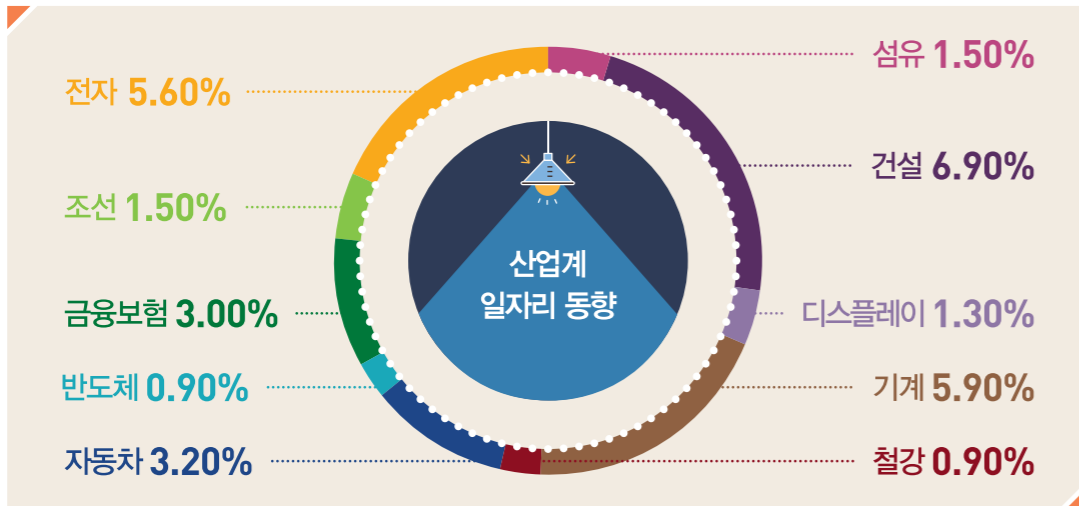 섬유 1.50%
전자 5.60%
건설 6.90%
조선 1.50%
산업계
일자리 동향
금융보험 3.00%
디스플레이 1.30%
반도체 0.90%
기계 5.90%
자동차 3.20%
철강 0.90%